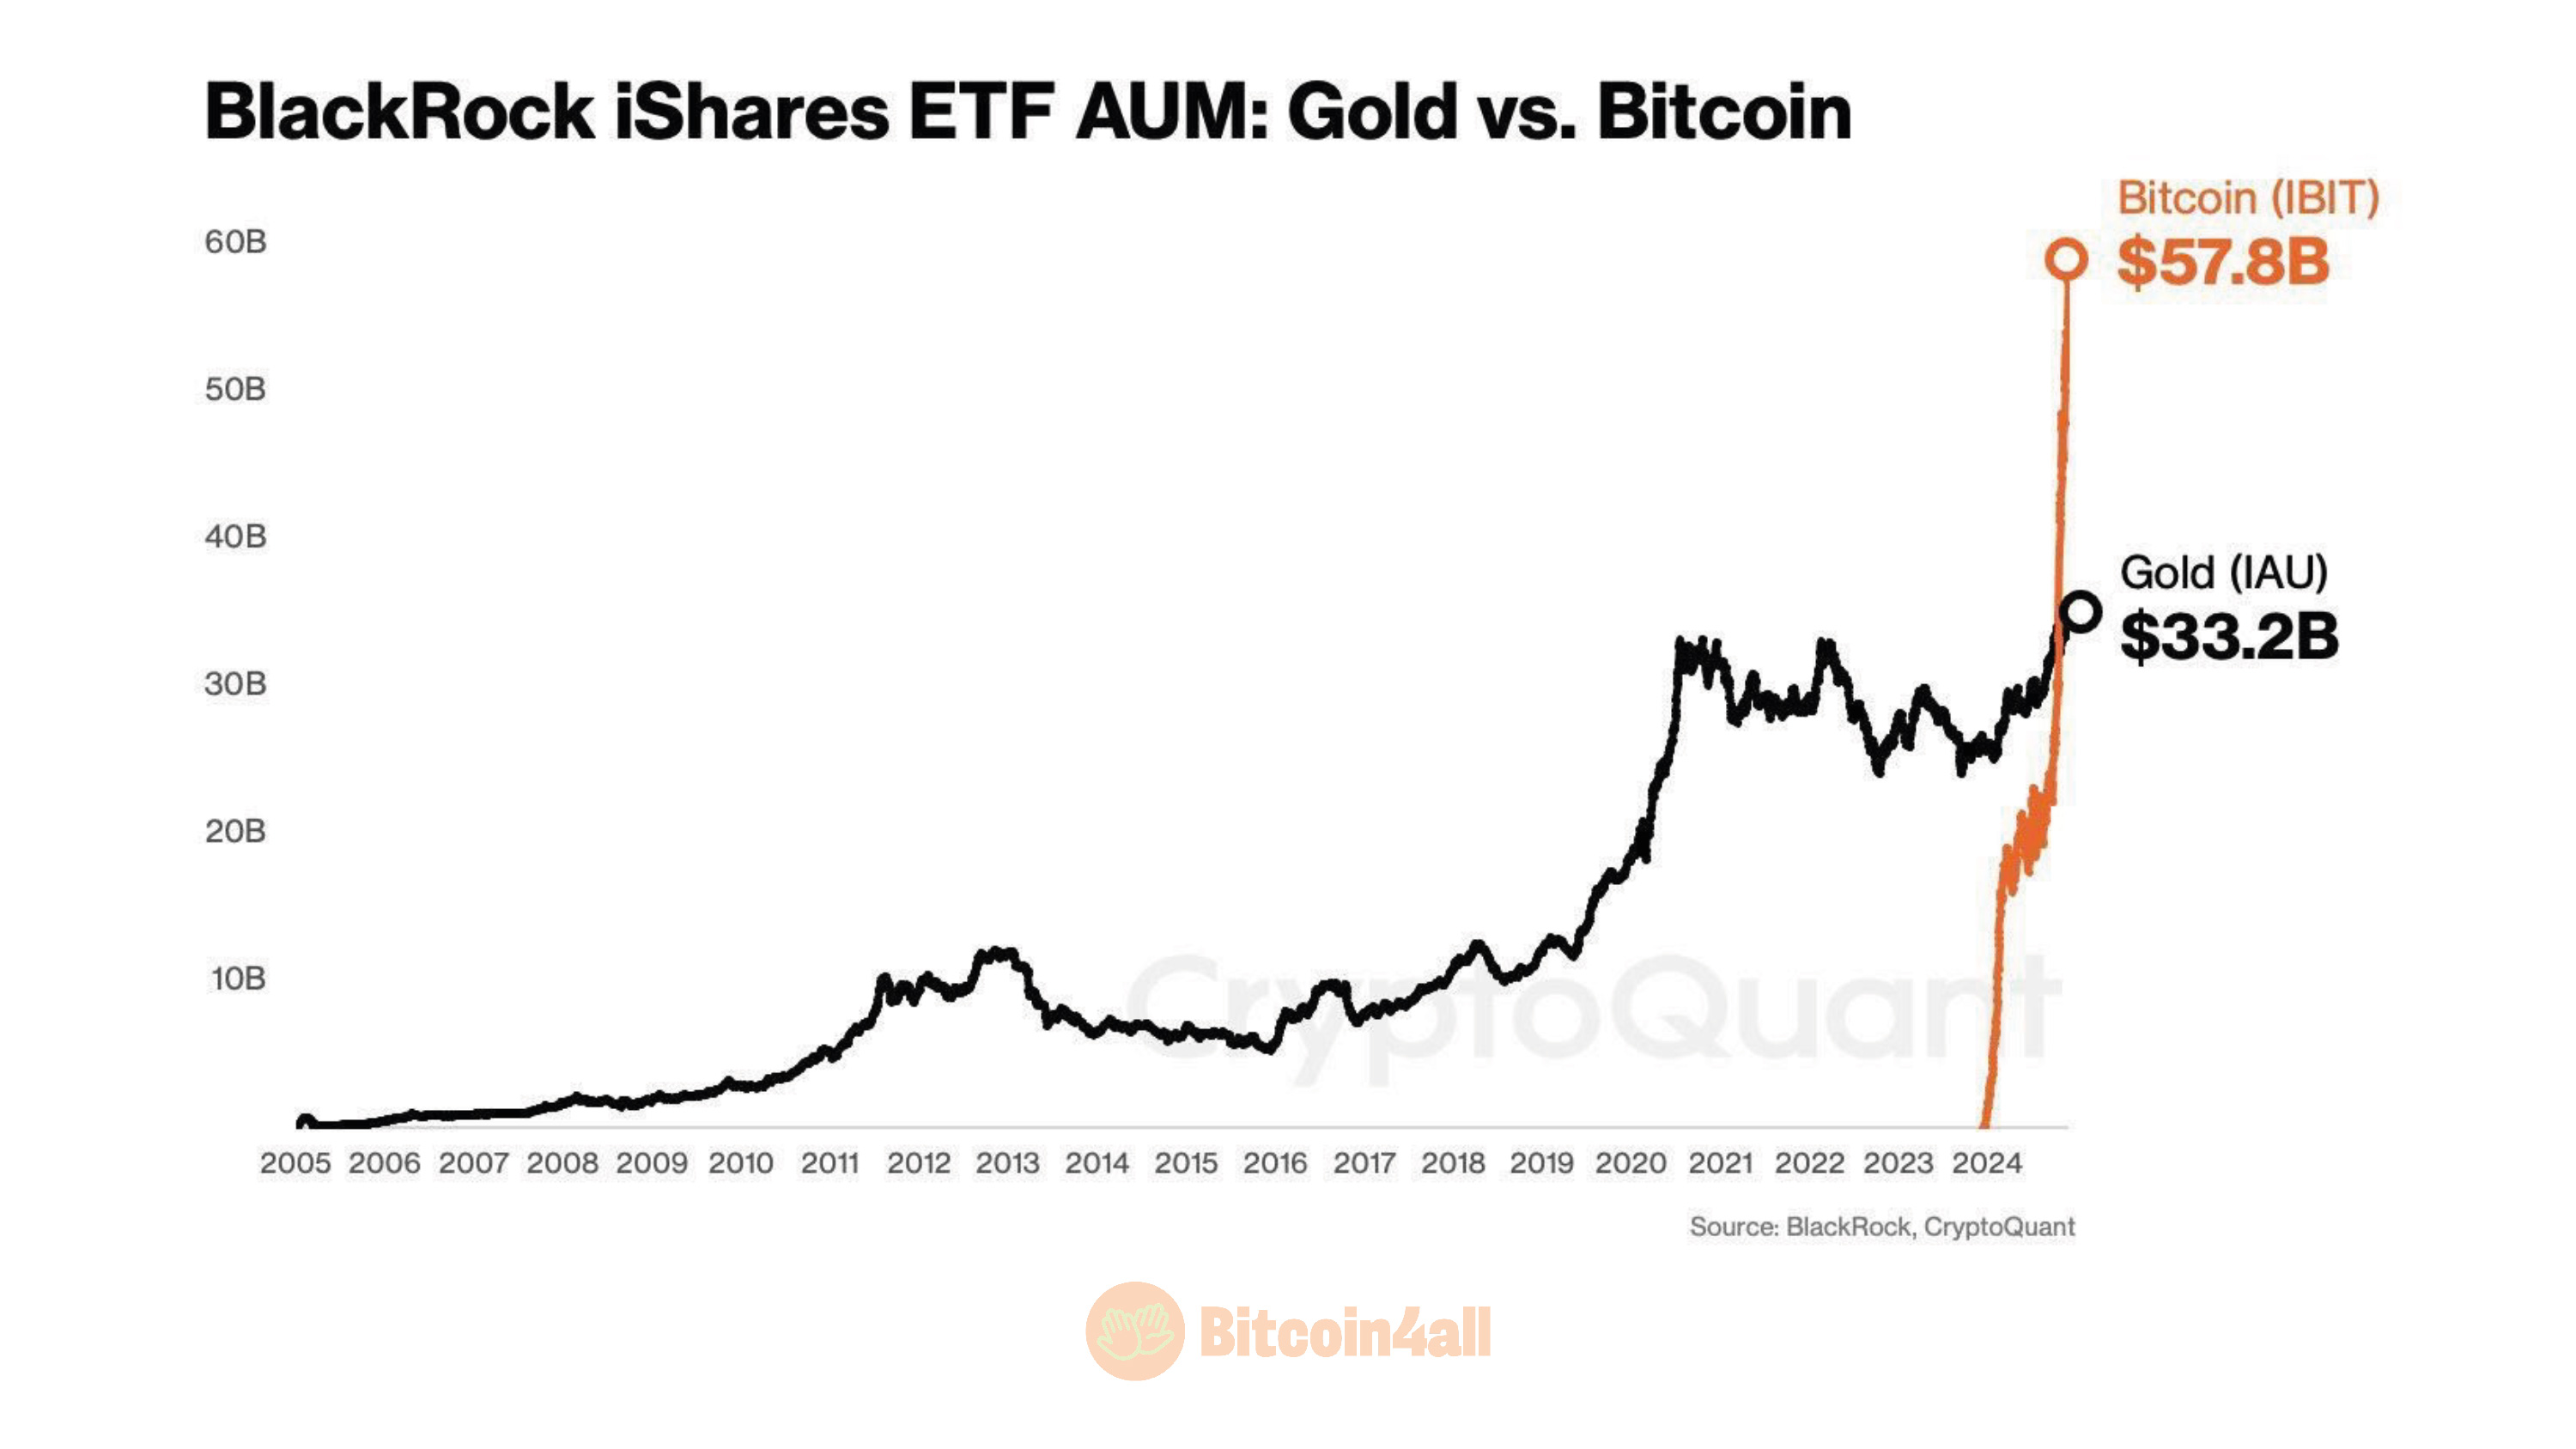 BlackRock iShares ETF AUM: Gold vs. Bitcoin
Bitcoin (IBIT)
$57.8B
60B
50B
40B
Gold (IAU)
$33.2B
30B
20B
10B
CryptoQuant
2005 2006 2007 2008 2009 2010 2011 2012 2013 2014 2015 2016 2017 2018 2019 2020 2021 2022 2023 2024
Source: BlackRock, CryptoQuant
Bitcoin4all